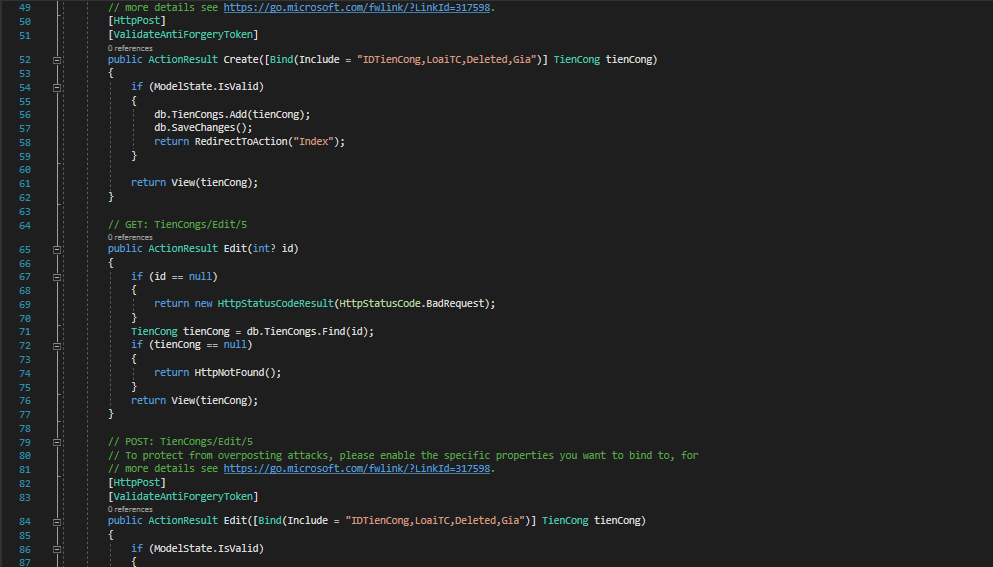 49 // more details see https://go.microsoft.com/fwlink/?LinkId=317598.
50 [HttpPost]
51 [ValidateAntiForgeryToken]
0 references
52 public ActionResult Create([Bind(Include = "IDTienCong,LoaiTC,Deleted,Gia")] TienCong tienCong)
53 {
54 if (ModelState.IsValid)
55 {
56 db.TienCongs.Add(tienCong);
57 db.SaveChanges();
58 return RedirectToAction("Index");
59 }
60
61 return View(tienCong);
62 }
63
64 // GET: TienCongs/Edit/5
0 references
65 public ActionResult Edit(int? id)
66 {
67 if (id == null)
68 {
69 return new HttpStatusCodeResult(HttpStatusCode.BadRequest);
70 }
71 TienCong tienCong = db.TienCongs.Find(id);
72 if (tienCong == null)
73 {
74 return HttpNotFound();
75 }
76 return View(tienCong);
77 }
78
79 // POST: TienCongs/Edit/5
80 // To protect from overposting attacks, please enable the specific properties you want to bind to, for
81 // more details see https://go.microsoft.com/fwlink/?LinkId=317598.
82 [HttpPost]
83 [ValidateAntiForgeryToken]
0 references
84 public ActionResult Edit([Bind(Include = "IDTienCong,LoaiTC,Deleted,Gia")] TienCong tienCong)
85 {
86 if (ModelState.IsValid)
87 {